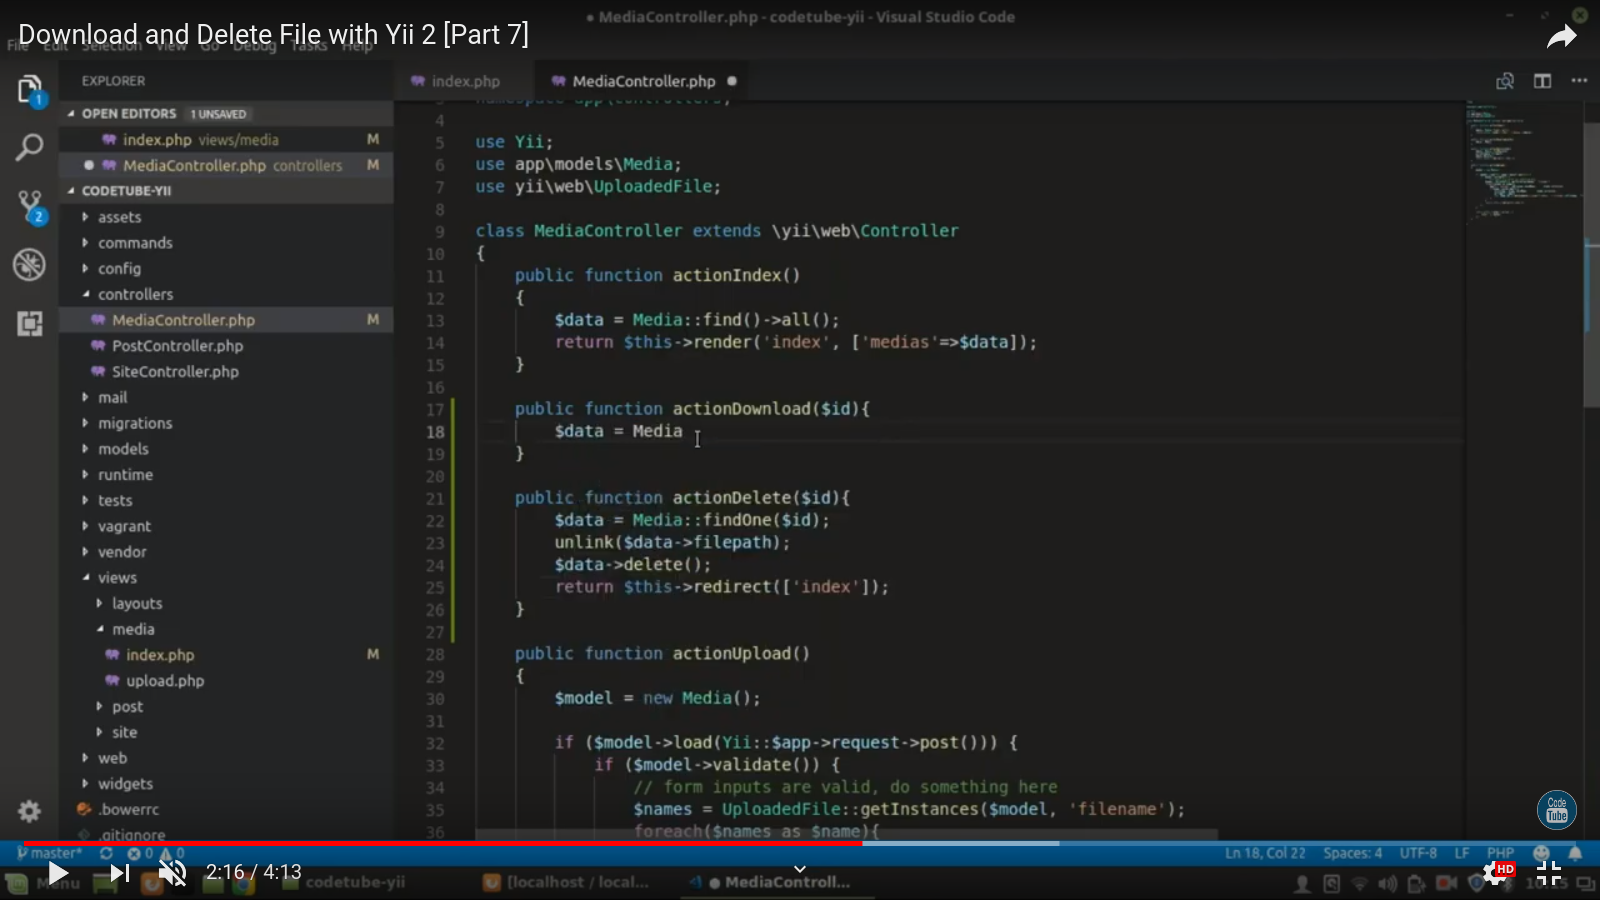 MediaController.php - codetube-yii - Visual Studio Code
Download and Delete File with Yii 2 [Part 7]
File Edit Selection View Go Debug Tasks Help
EXPLORER
index.php
MediaController.php
OPEN EDITORS 1 UNSAVED
index.php views/media M
MediaController.php controllers M
CODETUBE-YII
assets
commands
config
controllers
MediaController.php M
PostController.php
SiteController.php
mail
migrations
models
runtime
tests
vagrant
vendor
views
layouts
media
index.php M
upload.php
post
site
web
widgets
.bowerrc
.gitignore
1
2
3 namespace app\controllers;
4
5 use Yii;
6 use app\models\Media;
7 use yii\web\UploadedFile;
8
9 class MediaController extends \yii\web\Controller
10 {
11 public function actionIndex()
12 {
13 $data = Media::find()->all();
14 return $this->render('index', ['medias'=>$data]);
15 }
16
17 public function actionDownload($id){
18 $data = Media
19 }
20
21 public function actionDelete($id){
22 $data = Media::findOne($id);
23 unlink($data->filepath);
24 $data->delete();
25 return $this->redirect(['index']);
26 }
27
28 public function actionUpload()
29 {
30 $model = new Media();
31
32 if ($model->load(Yii::$app->request->post())) {
33 if ($model->validate()) {
34 // form inputs are valid, do something here
35 $names = UploadedFile::getInstances($model, 'filename');
36 foreach($names as $name){
Code
Tube
master* 0 0
Ln 18, Col 22 Spaces: 4 UTF-8 LF PHP
2:16 / 4:13
HD
Menu
codetube-yii
[localhost / local...
MediaControll...